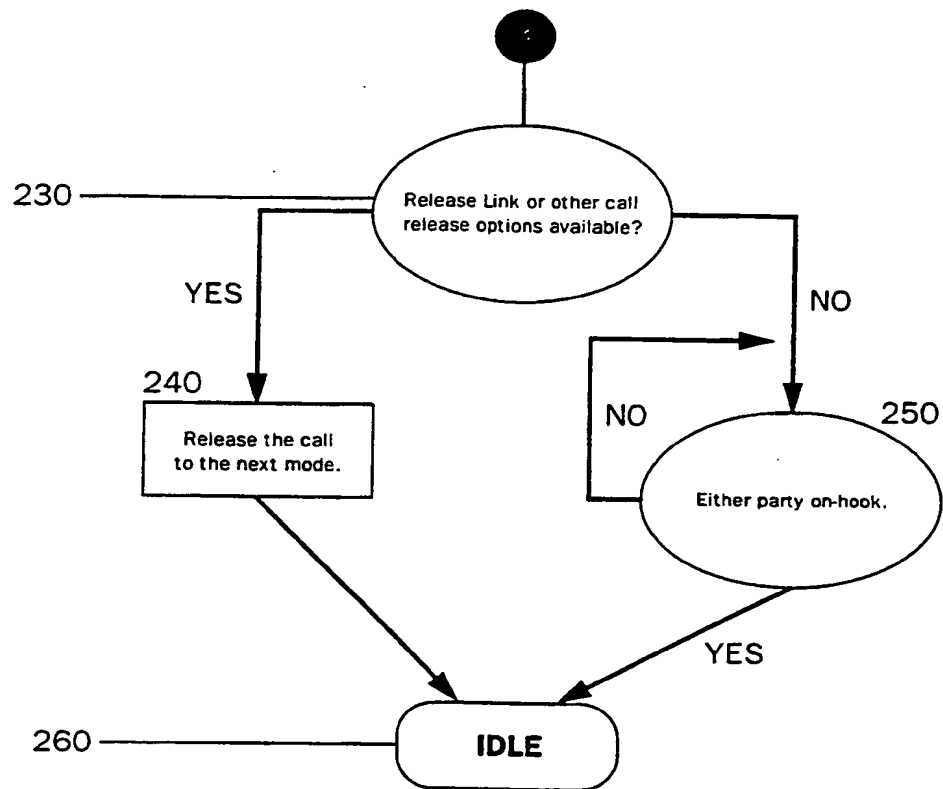 230
Release Link or other call
release options available?
YES
NO
240
Release the call
to the next mode.
NO
250
Either party on-hook.
YES
260
IDLE